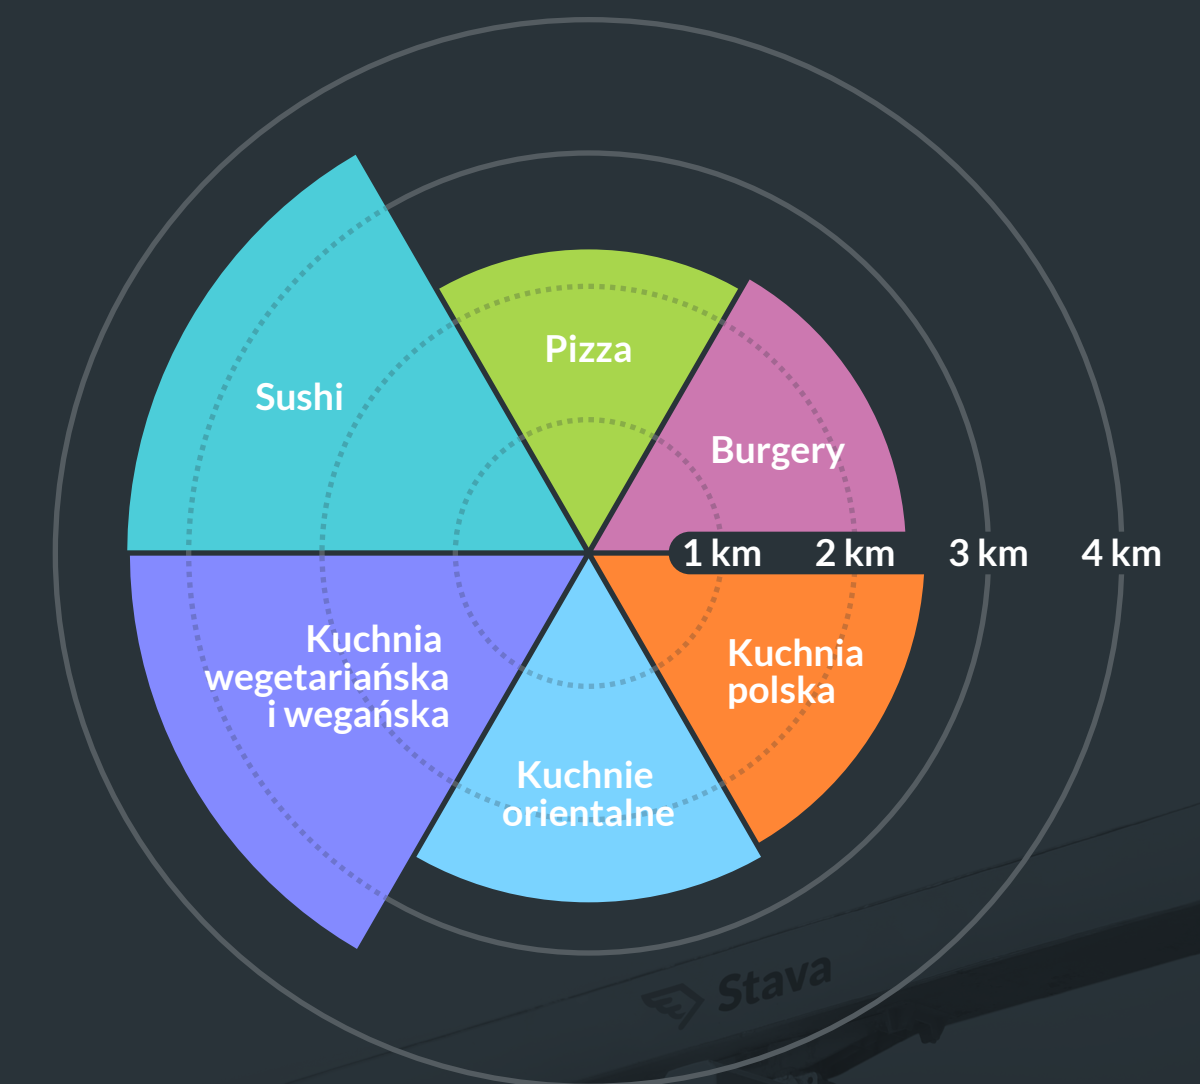 Pizza
Sushi
Burgery
1 km
2 km
3 km
4 km
Kuchnia
wegetariańska
i wegańska
Kuchnia
polska
Kuchnie
orientalne
Stava